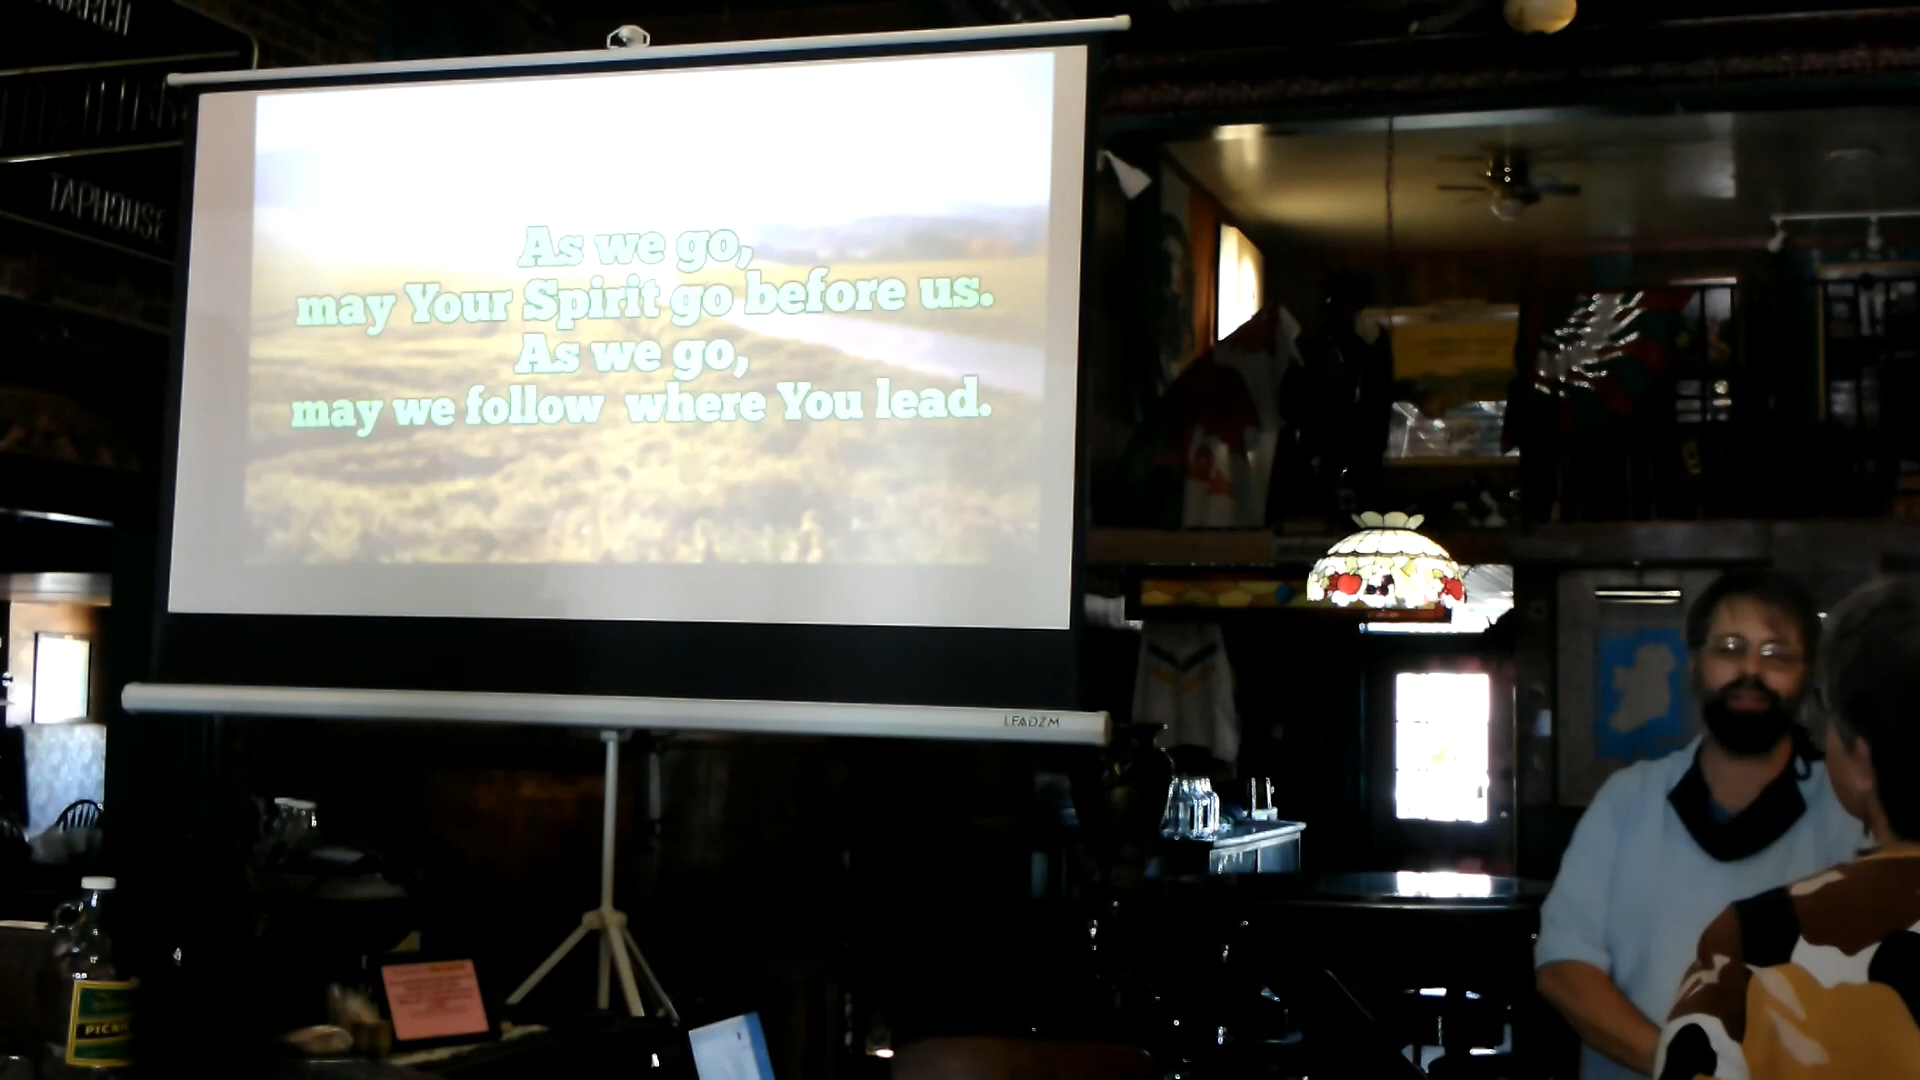 TAPHOUSE
As we go,
may Your Spirit go before us.
As we go,
may we follow where You lead.
LEADZM